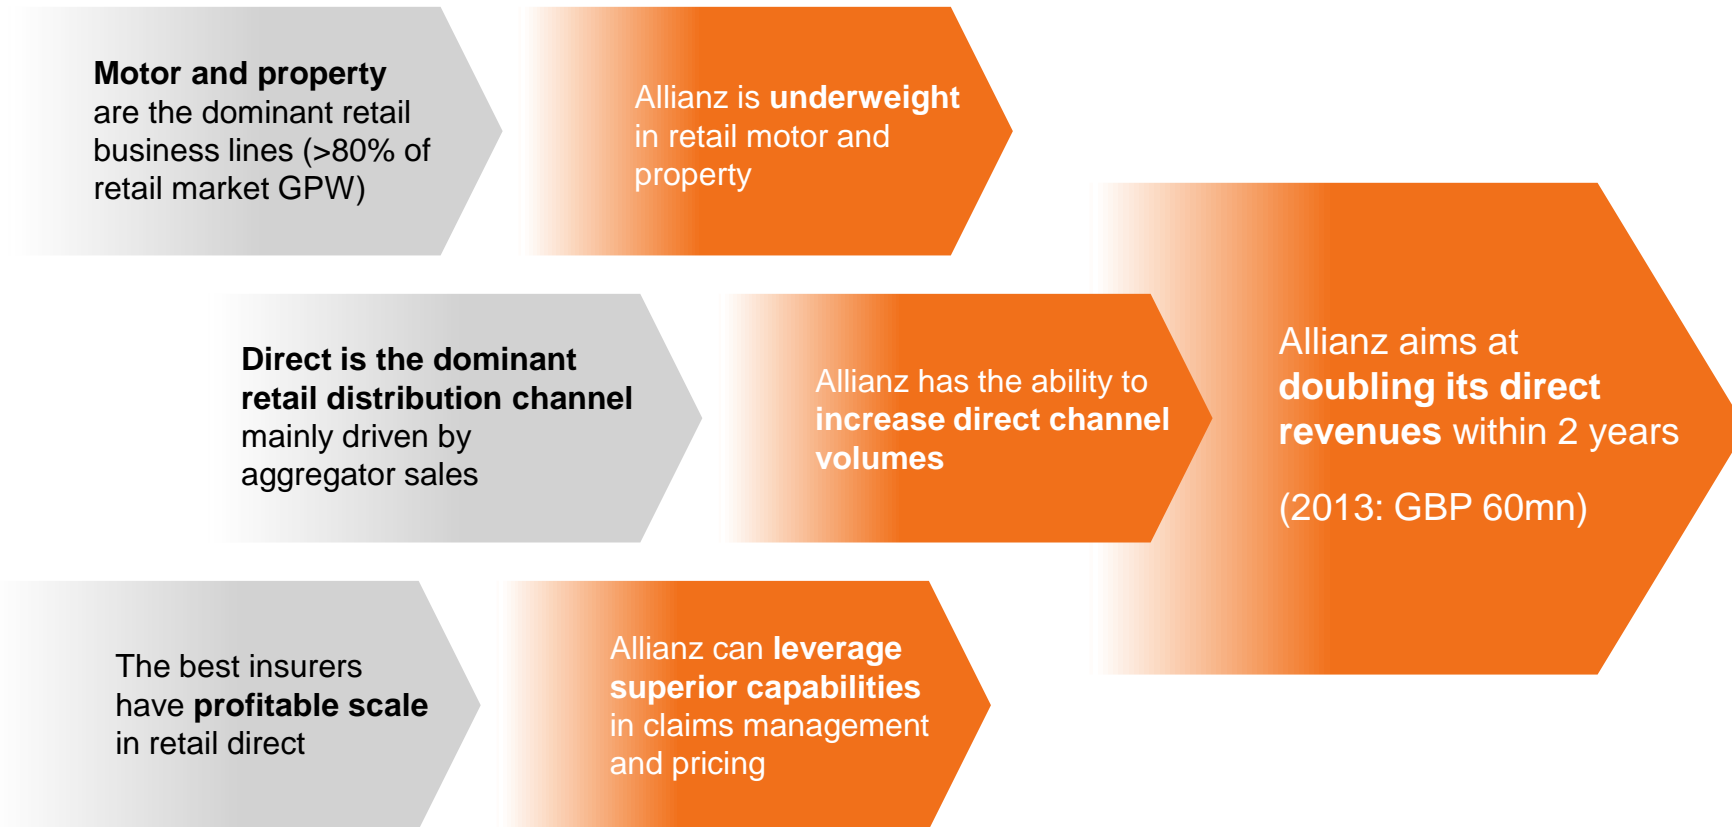 Motor and property
are the dominant retail
business lines (>80% of
retail market GPW)
Allianz is underweight
in retail motor and
property
Direct is the dominant
retail distribution channel
mainly driven by
aggregator sales
Allianz has the ability to
increase direct channel
volumes
The best insurers
have profitable scale
in retail direct
Allianz can leverage
superior capabilities
in claims management
and pricing
Allianz aims at
doubling its direct
revenues within 2 years
(2013: GBP 60mn)